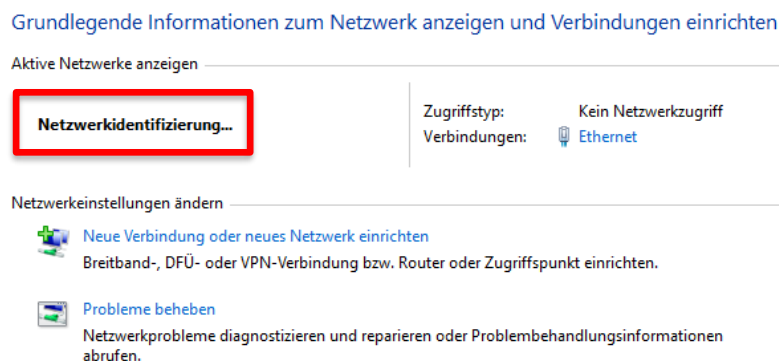 Grundlegende Informationen zum Netzwerk anzeigen und Verbindungen einrichten
Aktive Netzwerke anzeigen
Netzwerkidentifizierung...
Zugriffstyp: Kein Netzwerkzugriff
Verbindungen: Ethernet
Netzwerkeinstellungen ändern
Neue Verbindung oder neues Netzwerk einrichten
Breitband-, DFÜ- oder VPN-Verbindung bzw. Router oder Zugriffspunkt einrichten.
Probleme beheben
Netzwerkprobleme diagnostizieren und reparieren oder Problembehandlungsinformationen
abrufen.